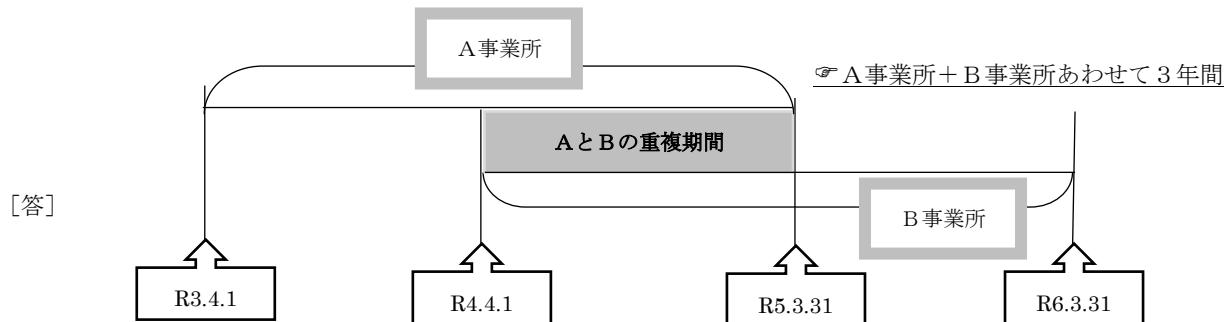 A事業所
☞A事業所+B事業所あわせて3年間
AとBの重複期間
[答]
B事業所
R3.4.1
R4.4.1
R5.3.31
R6.3.31